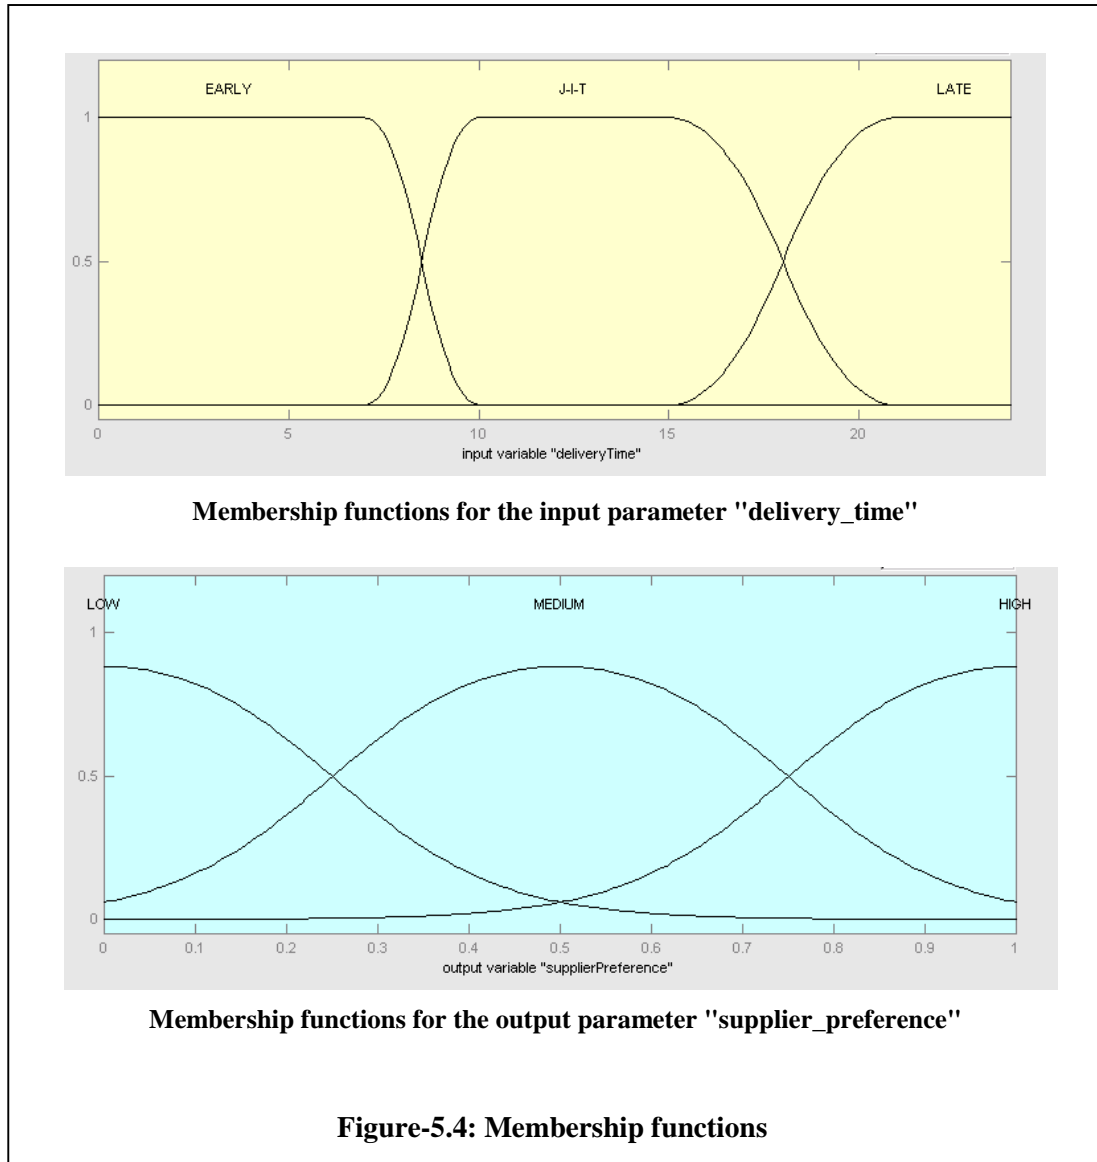 EARLY J-I-T LATE
1
0.5
0
0 5 10 15 20
input variable "deliveryTime"
Membership functions for the input parameter "delivery_time"
LOW MEDIUM HIGH
1
0.5
0
0 0.1 0.2 0.3 0.4 0.5 0.6 0.7 0.8 0.9 1
output variable "supplierPreference"
Membership functions for the output parameter "supplier_preference"
Figure-5.4: Membership functions